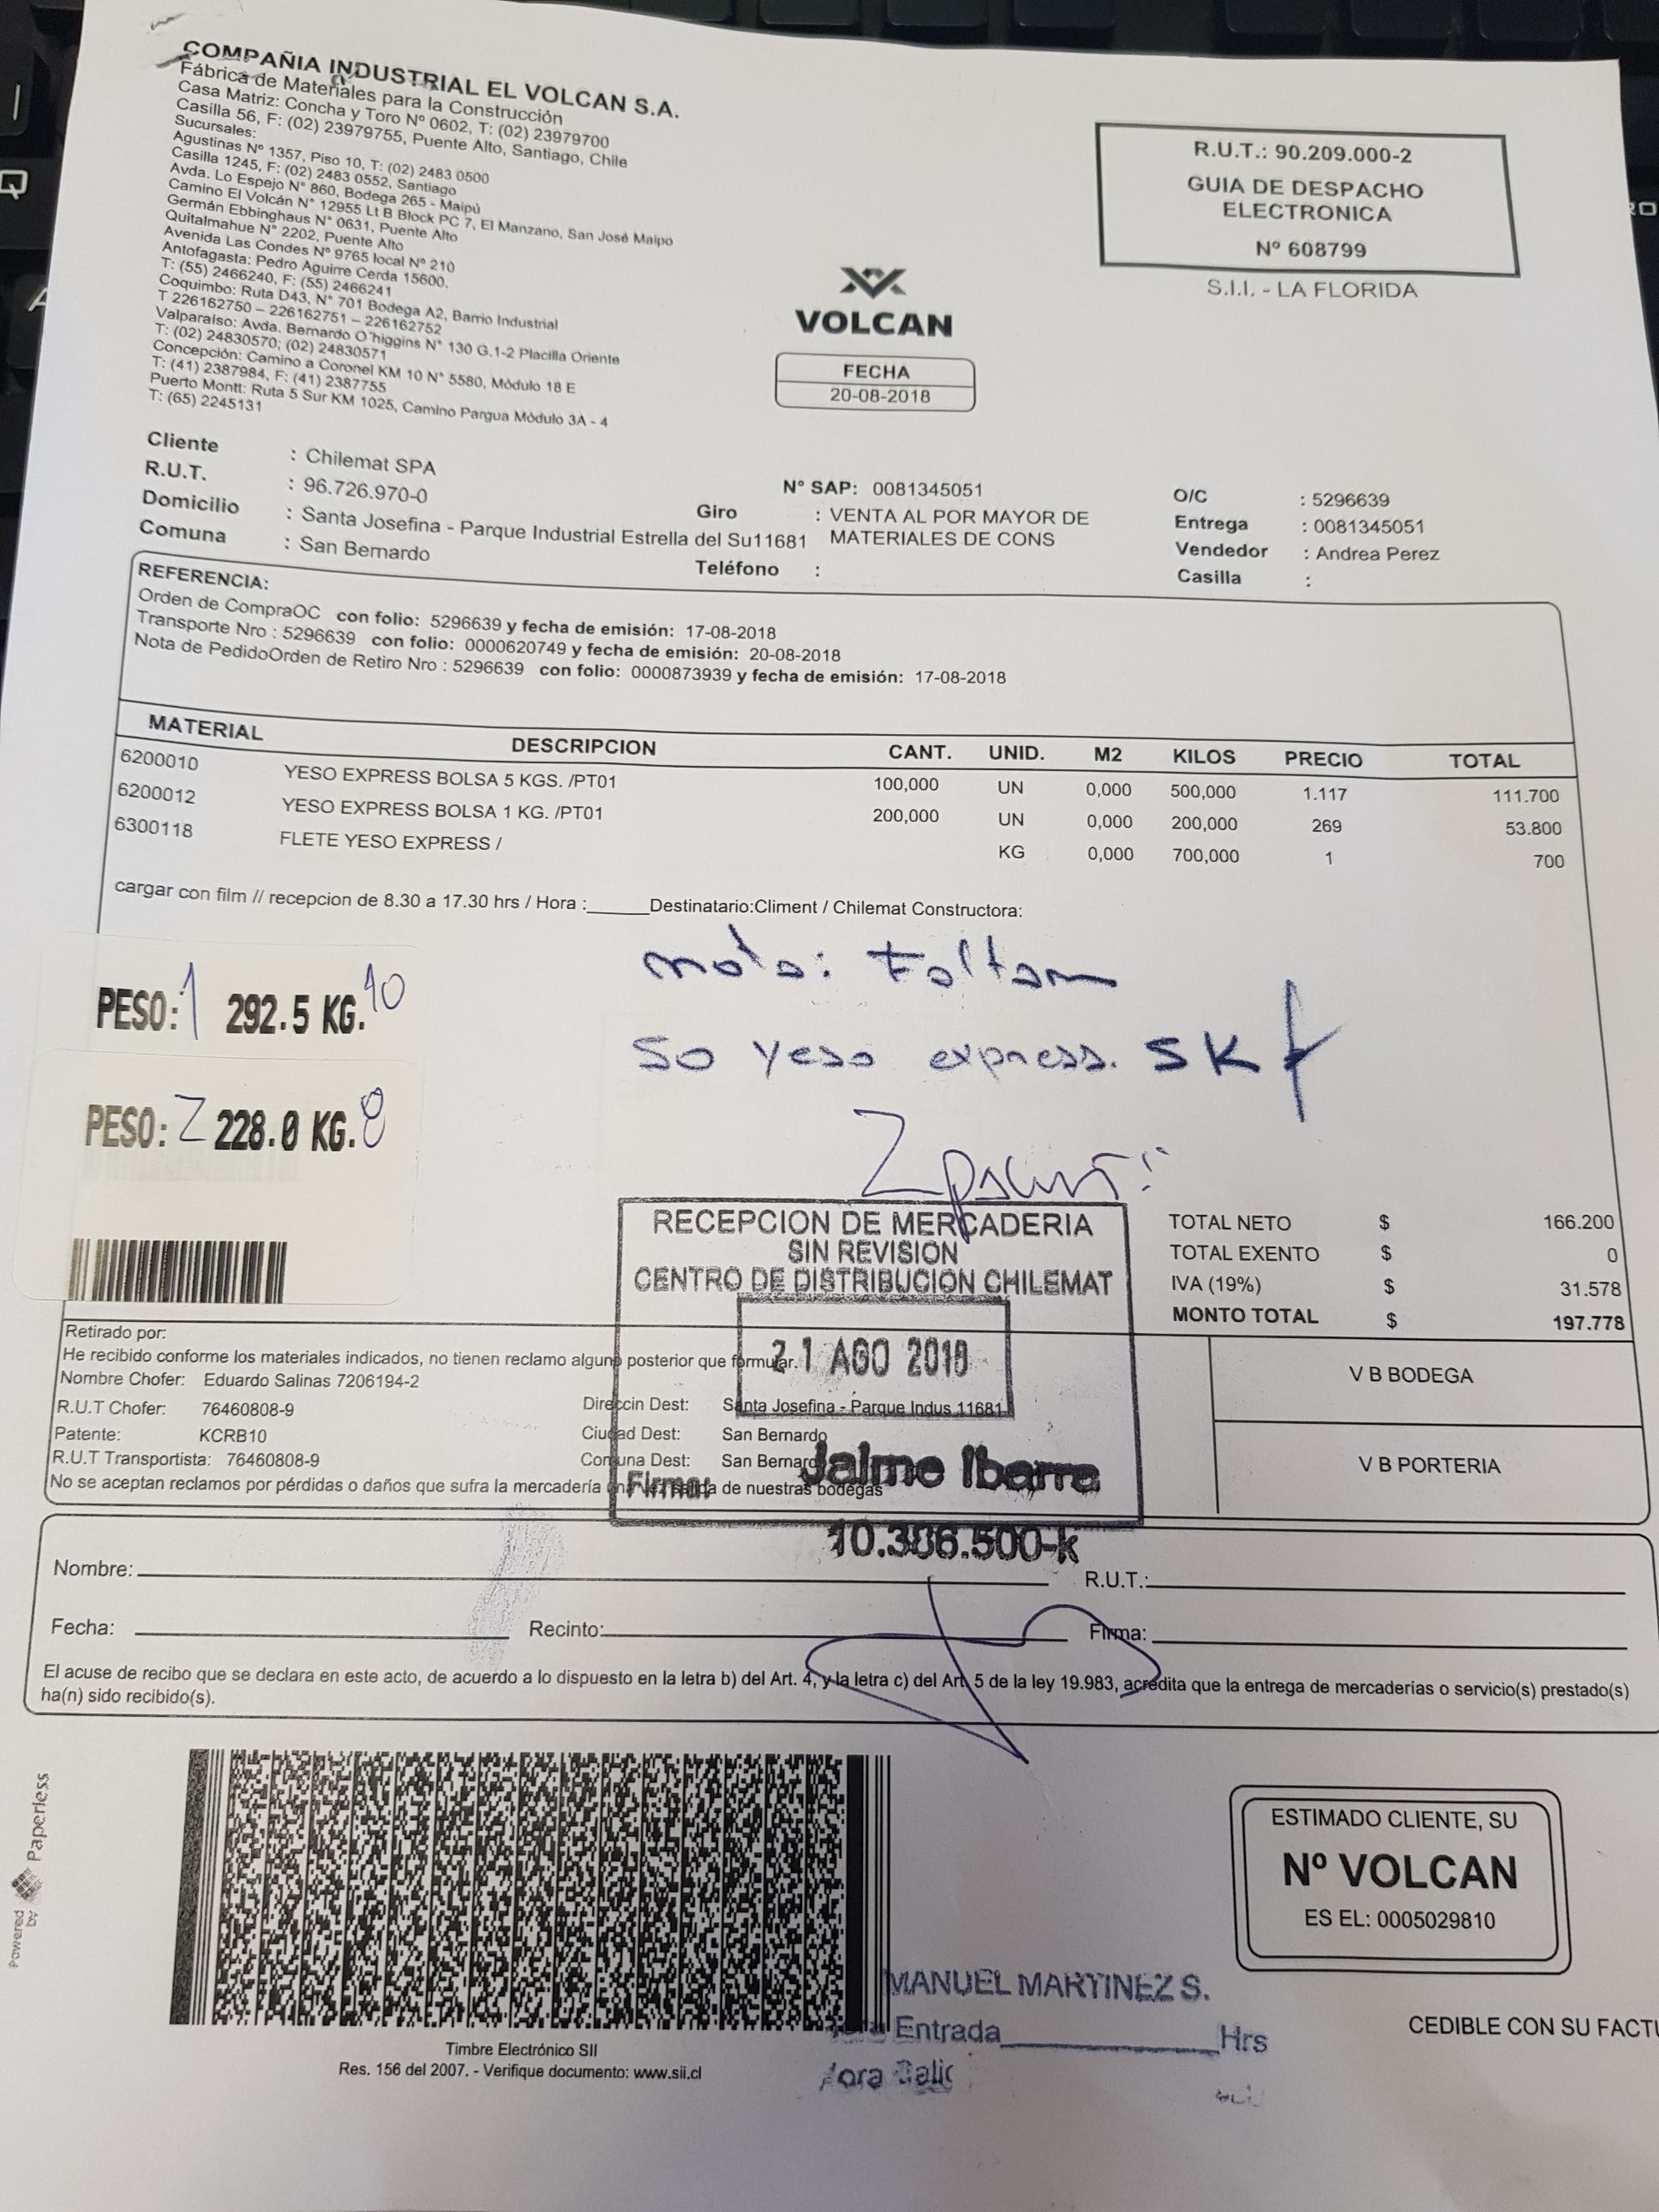 COMPAÑIA INDUSTRIAL EL VOLCAN S.A.
Fábrica de Materiales para la Construcción
Casa Matriz: Concha y Toro Nº 0602, T: (02) 23979700
Casilla 56, F: (02) 23979755, Puente Alto, Santiago, Chile
Sucursales:
Agustinas Nº 1357, Piso 10, T: (02) 2483 0500
Casilla 1245, F: (02) 2483 0552, Santiago
Avda. Lo Espejo N° 860, Bodega 265 - Maipú
Camino El Volcán N° 12955 Lt B Block PC 7, El Manzano, San José Maipo
Germán Ebbinghaus N° 0631, Puente Alto
Quitalmahue N° 2202, Puente Alto
Avenida Las Condes Nº 9765 local Nº 210
Antofagasta: Pedro Aguirre Cerda 15600.
T: (55) 2466240, F: (55) 2466241
Coquimbo: Ruta D43, N° 701 Bodega A2, Barrio Industrial
T 226162750 – 226162751 – 226162752
Valparaíso: Avda. Bernardo O'higgins N° 130 G.1-2 Placilla Oriente
T: (02) 24830570; (02) 24830571
Concepción: Camino a Coronel KM 10 N° 5580, Módulo 18 E
T: (41) 2387984, F: (41) 2387755
Puerto Montt: Ruta 5 Sur KM 1025, Camino Pargua Módulo 3A - 4
T: (65) 2245131
R.U.T.: 90.209.000-2
GUIA DE DESPACHO
ELECTRONICA
Nº 608799
S.I.I. - LA FLORIDA
VOLCAN
FECHA
20-08-2018
Cliente : Chilemat SPA
R.U.T. : 96.726.970-0 N° SAP: 0081345051 O/C : 5296639
Domicilio : Santa Josefina - Parque Industrial Estrella del Su11681 Giro : VENTA AL POR MAYOR DE MATERIALES DE CONS Entrega : 0081345051
Comuna : San Bernardo Teléfono : Vendedor : Andrea Perez
Casilla :
REFERENCIA:
Orden de CompraOC con folio: 5296639 y fecha de emisión: 17-08-2018
Transporte Nro : 5296639 con folio: 0000620749 y fecha de emisión: 20-08-2018
Nota de PedidoOrden de Retiro Nro : 5296639 con folio: 0000873939 y fecha de emisión: 17-08-2018
MATERIAL DESCRIPCION CANT. UNID. M2 KILOS PRECIO TOTAL
6200010 YESO EXPRESS BOLSA 5 KGS. /PT01 100,000 UN 0,000 500,000 1.117 111.700
6200012 YESO EXPRESS BOLSA 1 KG. /PT01 200,000 UN 0,000 200,000 269 53.800
6300118 FLETE YESO EXPRESS / KG 0,000 700,000 1 700
cargar con film // recepcion de 8.30 a 17.30 hrs / Hora :______Destinatario:Climent / Chilemat Constructora:
nota: Faltan
50 yeso express. 5K
PESO: 1 292.5 KG. 10
PESO: 2 228.0 KG. 8
RECEPCION DE MERCADERIA
SIN REVISION
CENTRO DE DISTRIBUCION CHILEMAT
21 AGO 2018
Firma: Jaime Ibarra
10.386.500-k
TOTAL NETO $ 166.200
TOTAL EXENTO $ 0
IVA (19%) $ 31.578
MONTO TOTAL $ 197.778
Retirado por:
He recibido conforme los materiales indicados, no tienen reclamo alguno posterior que formular.
Nombre Chofer: Eduardo Salinas 7206194-2
R.U.T Chofer: 76460808-9 Direccin Dest: Santa Josefina - Parque Indus 11681
Patente: KCRB10 Ciudad Dest: San Bernardo
R.U.T Transportista: 76460808-9 Comuna Dest: San Bernardo
No se aceptan reclamos por pérdidas o daños que sufra la mercadería una vez salida de nuestras bodegas
V B BODEGA
V B PORTERIA
Nombre: R.U.T.:
Fecha: Recinto: Firma:
El acuse de recibo que se declara en este acto, de acuerdo a lo dispuesto en la letra b) del Art. 4, y la letra c) del Art. 5 de la ley 19.983, acredita que la entrega de mercaderías o servicio(s) prestado(s)
ha(n) sido recibido(s).
Powered by Paperless
ESTIMADO CLIENTE, SU
Nº VOLCAN
ES EL: 0005029810
MANUEL MARTINEZ S.
Entrada__________Hrs
CEDIBLE CON SU FACTU
Timbre Electrónico SII
Res. 156 del 2007. - Verifique documento: www.sii.cl